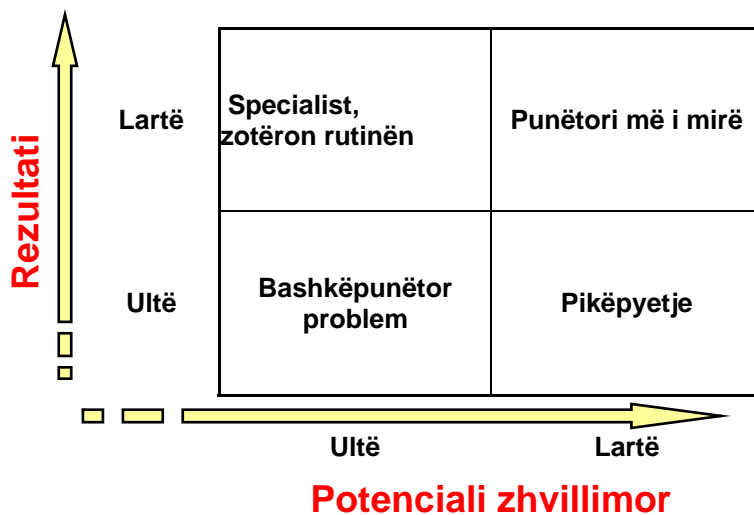 Rezultati
Lartë
Specialist,
zotëron rutinën
Punëtori më i mirë
Ultë
Bashkëpunëtor
problem
Pikëpyetje
Ultë
Lartë
Potenciali zhvillimor